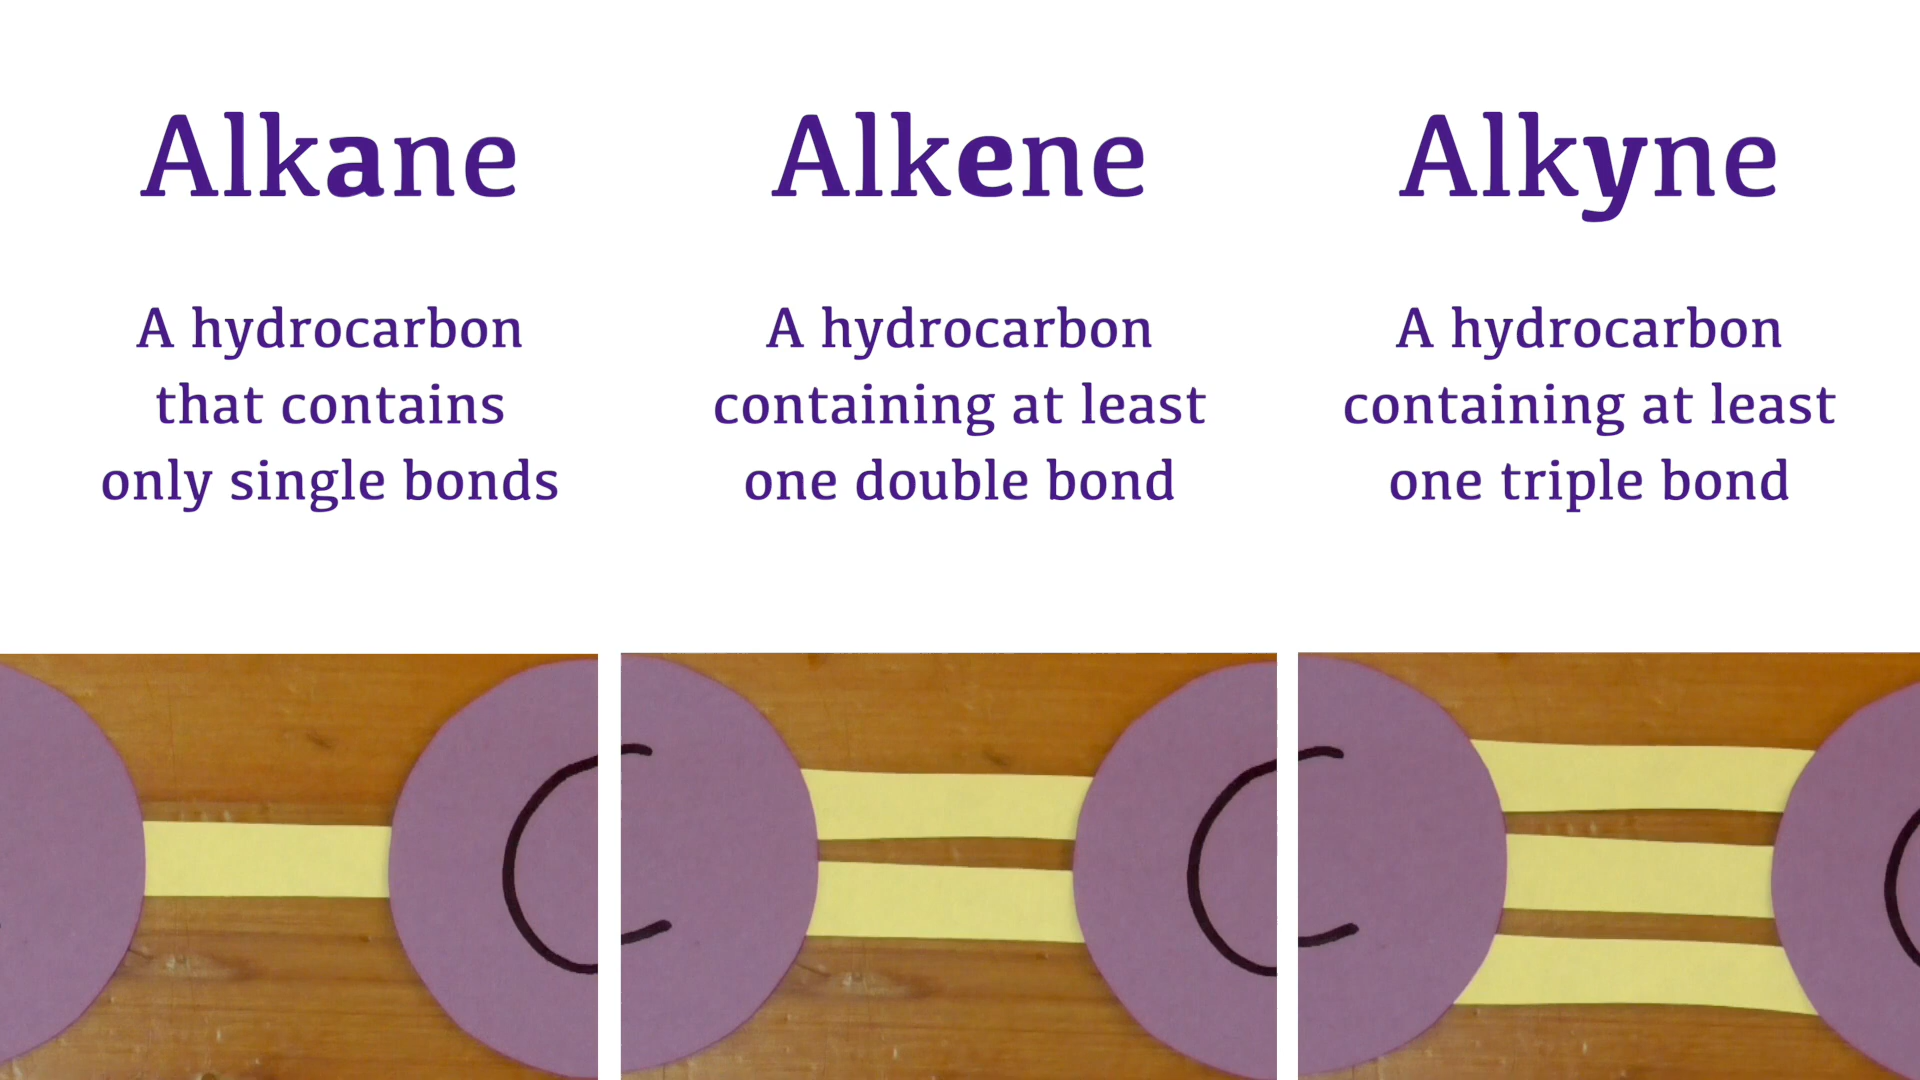 Alkane
A hydrocarbon
that contains
only single bonds
Alkene
A hydrocarbon
containing at least
one double bond
Alkyne
A hydrocarbon
containing at least
one triple bond
C
C
C
C
C